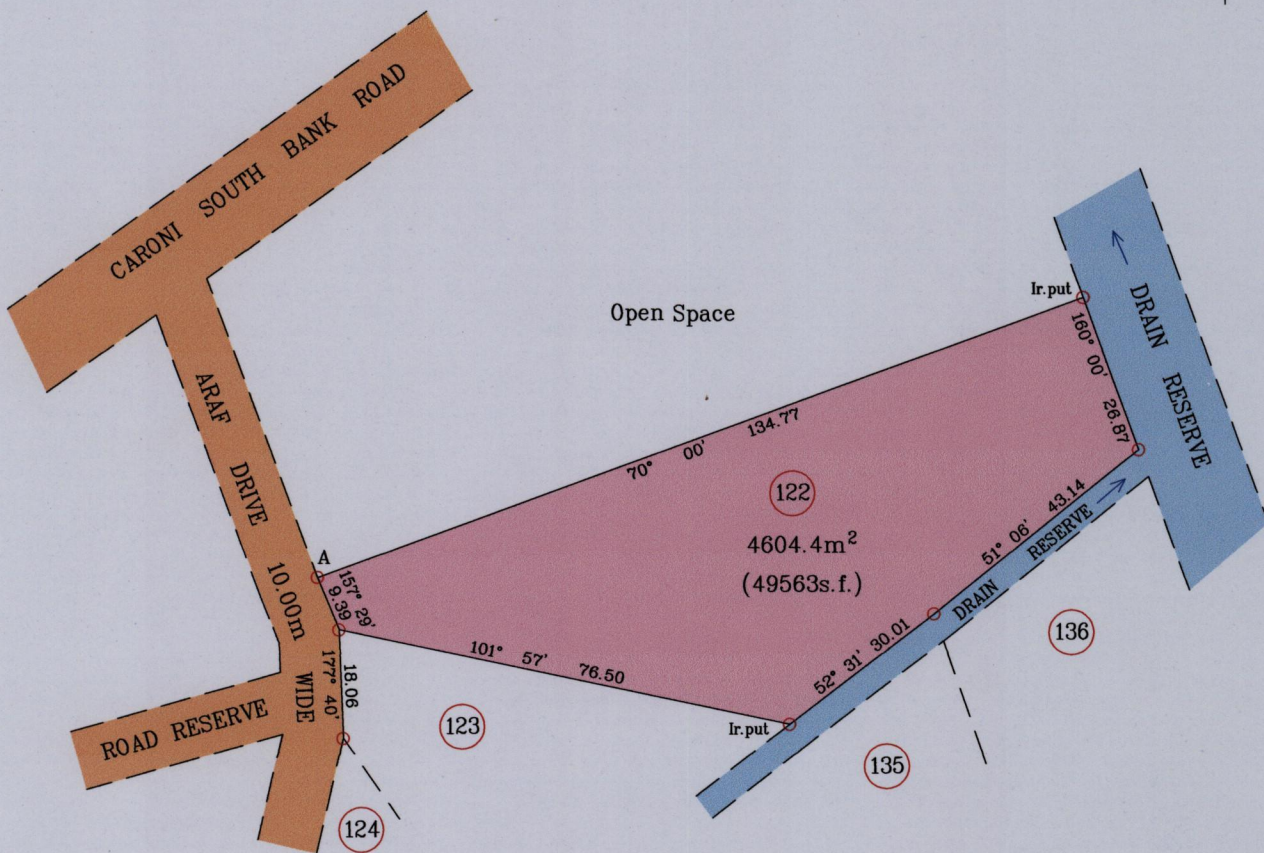 CARONI SOUTH BANK ROAD
Open Space
Ir.put
DRAIN RESERVE
160° 00' 26.87
ARAF DRIVE 10.00m WIDE
70° 00' 134.77
122
4604.4m²
(49563s.f.)
51° 06' 43.14
DRAIN RESERVE
A
157° 29'
9.39
136
52° 31' 30.01
101° 57' 76.50
177° 40'
18.06
ROAD RESERVE
123
Ir.put
135
124